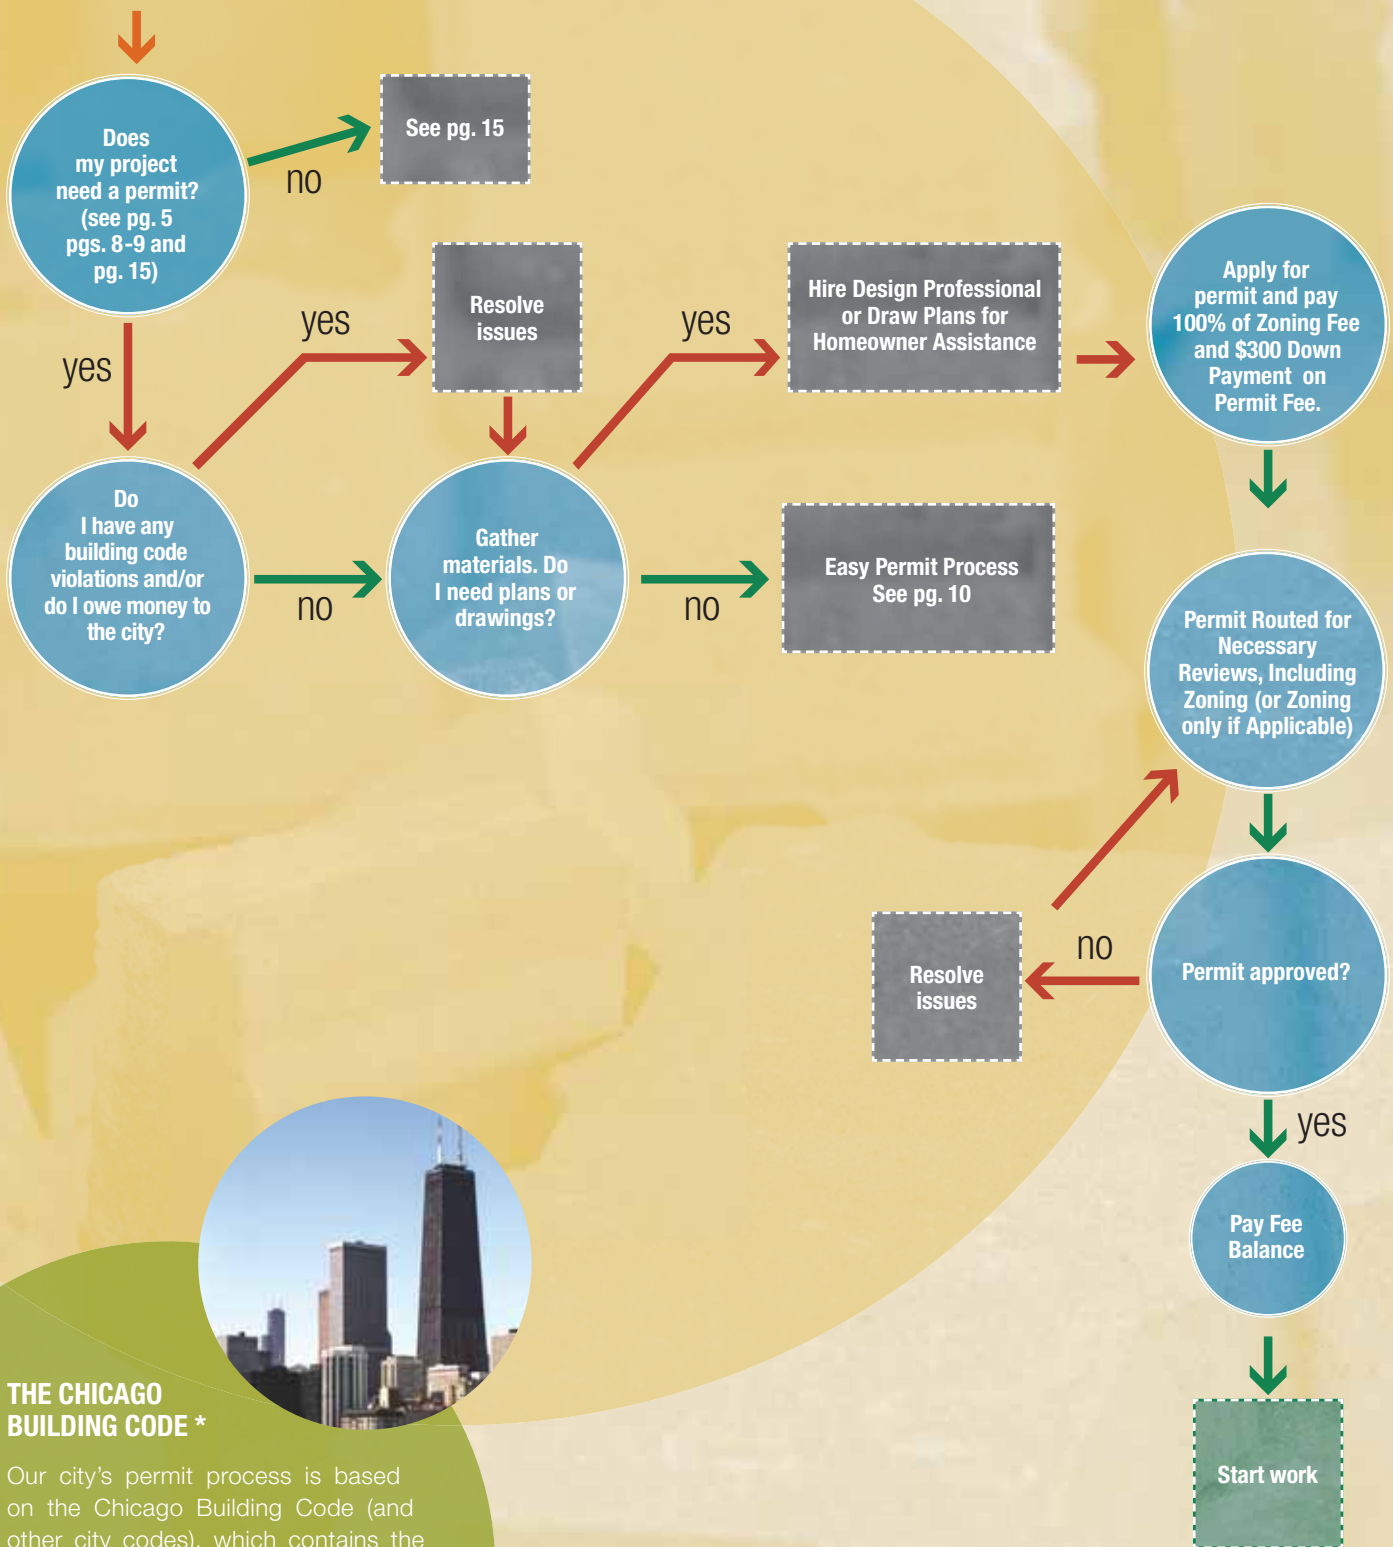 Does
my project
need a permit?
(see pg. 5
pgs. 8-9 and
pg. 15)
no
See pg. 15
yes
Do
I have any
building code
violations and/or
do I owe money to
the city?
yes
Resolve
issues
no
Gather
materials. Do
I need plans or
drawings?
yes
Hire Design Professional
or Draw Plans for
Homeowner Assistance
no
Easy Permit Process
See pg. 10
Apply for
permit and pay
100% of Zoning Fee
and $300 Down
Payment on
Permit Fee.
Permit Routed for
Necessary
Reviews, Including
Zoning (or Zoning
only if Applicable)
Permit approved?
no
Resolve
issues
yes
Pay Fee
Balance
Start work
THE CHICAGO
BUILDING CODE *
Our city's permit process is based
on the Chicago Building Code (and
other city codes), which contains the